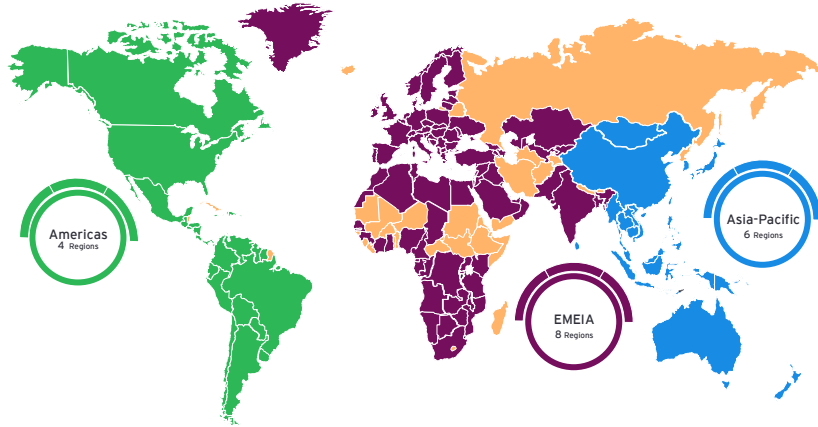 Americas
4 Regions
Asia-Pacific
6 Regions
EMEIA
8 Regions